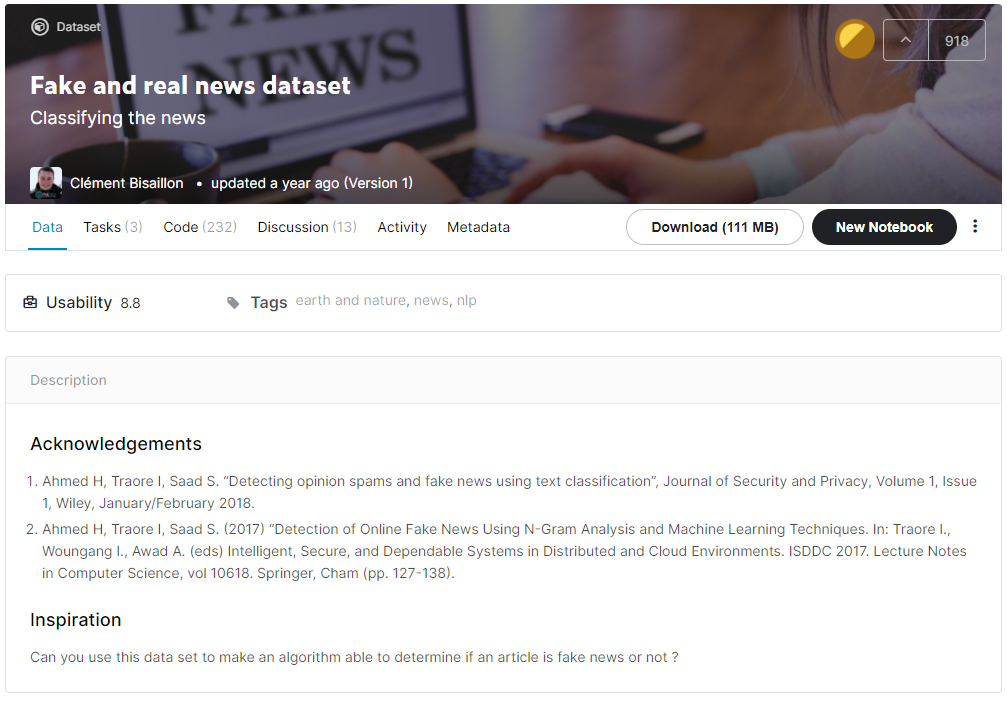 Dataset
918
FAKE
NEWS
Fake and real news dataset
Classifying the news
Clément Bisaillon • updated a year ago (Version 1)
Data Tasks (3) Code (232) Discussion (13) Activity Metadata Download (111 MB) New Notebook
Usability 8.8 Tags earth and nature, news, nlp
Description
Acknowledgements
1. Ahmed H, Traore I, Saad S. “Detecting opinion spams and fake news using text classification”, Journal of Security and Privacy, Volume 1, Issue
1, Wiley, January/February 2018.
2. Ahmed H, Traore I, Saad S. (2017) “Detection of Online Fake News Using N-Gram Analysis and Machine Learning Techniques. In: Traore I.,
Woungang I., Awad A. (eds) Intelligent, Secure, and Dependable Systems in Distributed and Cloud Environments. ISDDC 2017. Lecture Notes
in Computer Science, vol 10618. Springer, Cham (pp. 127-138).
Inspiration
Can you use this data set to make an algorithm able to determine if an article is fake news or not ?